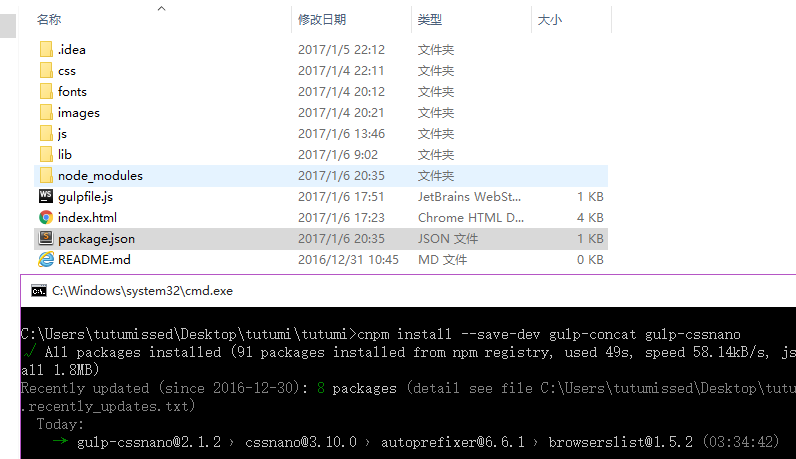 名称 修改日期 类型 大小
.idea 2017/1/5 22:12 文件夹
css 2017/1/4 22:11 文件夹
fonts 2017/1/4 20:12 文件夹
images 2017/1/4 20:21 文件夹
js 2017/1/6 13:46 文件夹
lib 2017/1/6 9:02 文件夹
node_modules 2017/1/6 20:35 文件夹
WS gulpfile.js 2017/1/6 17:51 JetBrains WebSt... 1 KB
index.html 2017/1/6 17:23 Chrome HTML D... 4 KB
package.json 2017/1/6 20:35 JSON 文件 1 KB
README.md 2016/12/31 10:45 MD 文件 0 KB
C:\Windows\system32\cmd.exe
C:\Users\tutumissed\Desktop\tutumi\tutumi>cnpm install --save-dev gulp-concat gulp-cssnano
√ All packages installed (91 packages installed from npm registry, used 49s, speed 58.14kB/s, js
all 1.8MB)
Recently updated (since 2016-12-30): 8 packages (detail see file C:\Users\tutumissed\Desktop\tutu
.recently_updates.txt)
Today:
→ gulp-cssnano@2.1.2 › cssnano@3.10.0 › autoprefixer@6.6.1 › browserslist@1.5.2 (03:34:42)